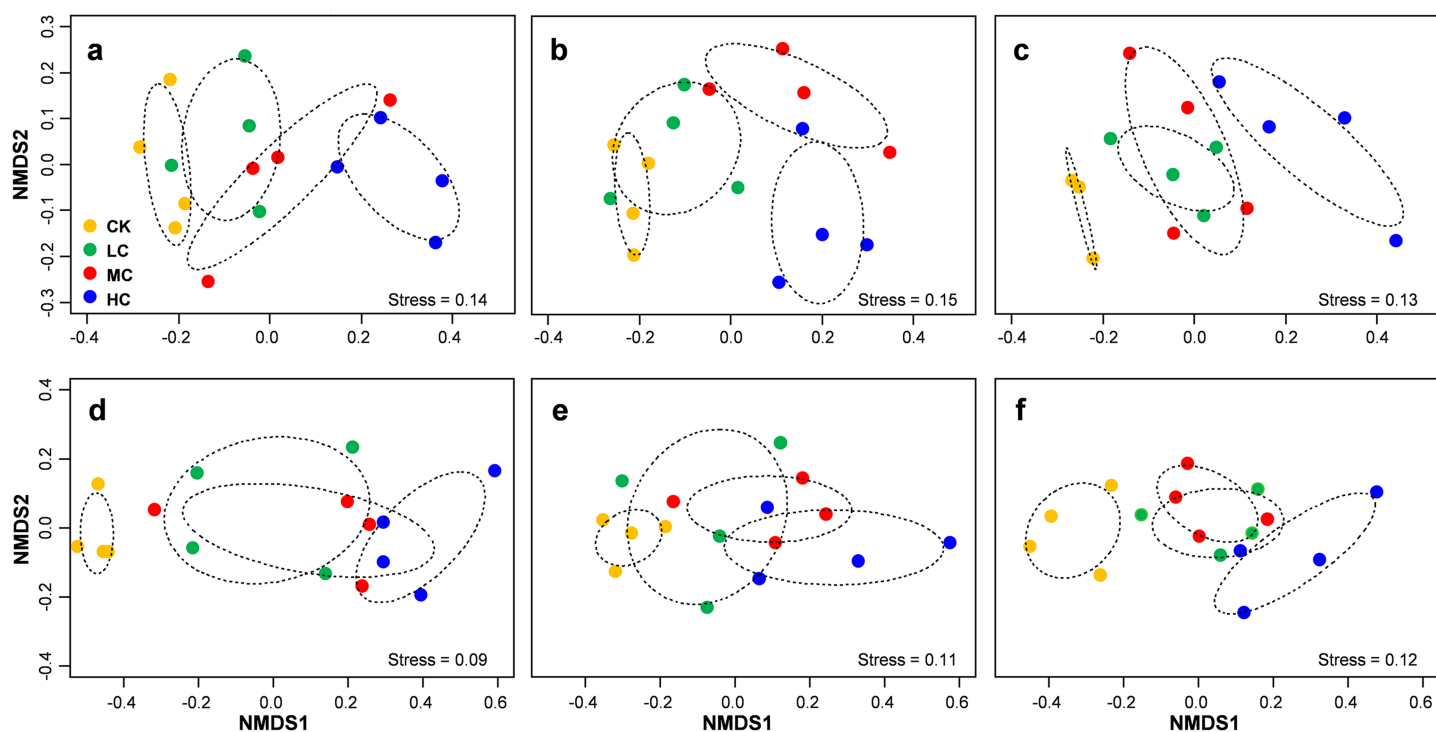 a
b
c
0.3
0.2
0.1
0.0
-0.1
-0.2
-0.3
NMDS2
CK
LC
MC
HC
Stress = 0.14
Stress = 0.15
Stress = 0.13
-0.4 -0.2 0.0 0.2 0.4
-0.4 -0.2 0.0 0.2 0.4
-0.4 -0.2 0.0 0.2 0.4
d
e
f
0.4
0.2
0.0
-0.2
-0.4
NMDS2
Stress = 0.09
Stress = 0.11
Stress = 0.12
-0.4 -0.2 0.0 0.2 0.4 0.6
-0.4 -0.2 0.0 0.2 0.4 0.6
-0.4 -0.2 0.0 0.2 0.4 0.6
NMDS1
NMDS1
NMDS1